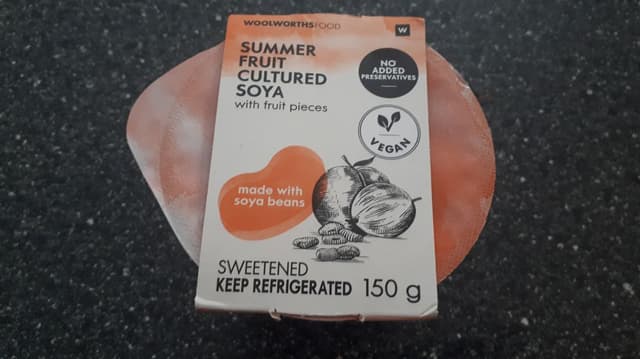 WOOLWORTHSFOOD
W
SUMMER
FRUIT
CULTURED
SOYA
with fruit pieces
NO
ADDED
PRESERVATIVES
VEGAN
made with
soya beans
SWEETENED
KEEP REFRIGERATED 150 g